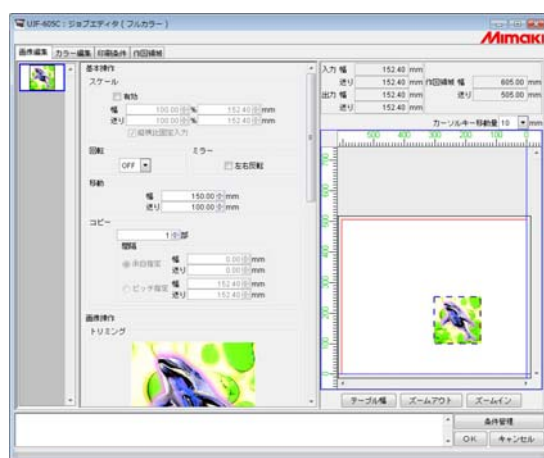 UJF-605C : ジョブエディタ ( フルカラー )
Mimaki
画像編集 カラー編集 印刷条件 作図領域
基本操作
スケール
有効
幅 100.00 % 152.40 mm
送り 100.00 % 152.40 mm
縦横比固定入力
回転 ミラー
OFF 左右反転
移動
幅 150.00 mm
送り 100.00 mm
コピー
1 部
間隔
余白指定 幅 0.00 mm
送り 0.00 mm
ピッチ指定 幅 152.40 mm
送り 152.40 mm
画像操作
トリミング
入力 幅 152.40 mm
送り 152.40 mm 作図領域 幅 605.00 mm
出力 幅 152.40 mm 送り 505.00 mm
送り 152.40 mm
カーソルキー移動量 10 mm
500 400 300 200 100 0
700
600
500
400
300
200
100
0
テーブル幅 ズームアウト ズームイン
条件管理
OK キャンセル